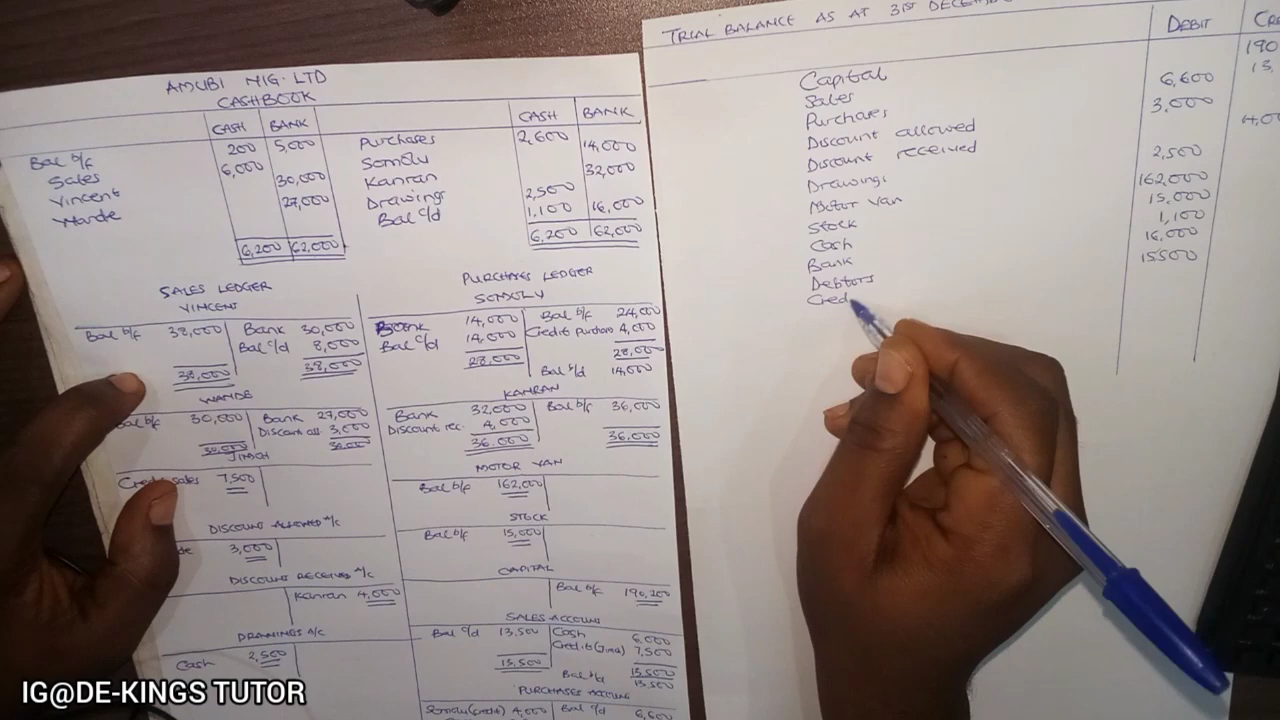 AMUBI NIG. LTD
CASHBOOK
CASH BANK CASH BANK
Bal b/f 200 5,000 Purchases 2,600
Sales 6,000 Somolu 14,000
Vincent 30,000 Kanran 32,000
Wande 27,000 Drawings 2,500
Bal c/d 1,100 16,000
6,200 62,000 6,200 62,000
SALES LEDGER
VINCENT
Bal b/f 38,000 Bank 30,000
Bal c/d 8,000
38,000 38,000
WANDE
Bal b/f 30,000 Bank 27,000
Discount all. 3,000
30,000 30,000
JIMOH
Credit sales 7,500
DISCOUNT ALLOWED A/C
3,000
DISCOUNT RECEIVED A/C
Kanran 4,000
DRAWINGS A/C
Cash 2,500
PURCHASES LEDGER
SOMOLU
Bank 14,000 Bal b/f 24,000
Bal c/d 14,000 Credit purchase 4,000
28,000 28,000
Bal b/d 14,000
KANRAN
Bank 32,000 Bal b/f 36,000
Discount rec. 4,000
36,000 36,000
MOTOR VAN
Bal b/f 162,000
STOCK
Bal b/f 15,000
CAPITAL
Bal b/f 190,200
SALES ACCOUNT
Bal c/d 13,500 Cash 6,000
7,500
13,500 13,500
Bal b/d 13,500
PURCHASES ACCOUNT
Somolu (credit) 4,000 Bal c/d 6,600
TRIAL BALANCE AS AT 31ST
DEBIT
Capital
Sales
Purchases 6,600
Discount allowed 3,000
Discount received
Drawings 2,500
Motor Van 162,000
Stock 15,000
Cash 1,100
Bank 16,000
Debtors 15500
Cred
IG@DE-KINGS TUTOR